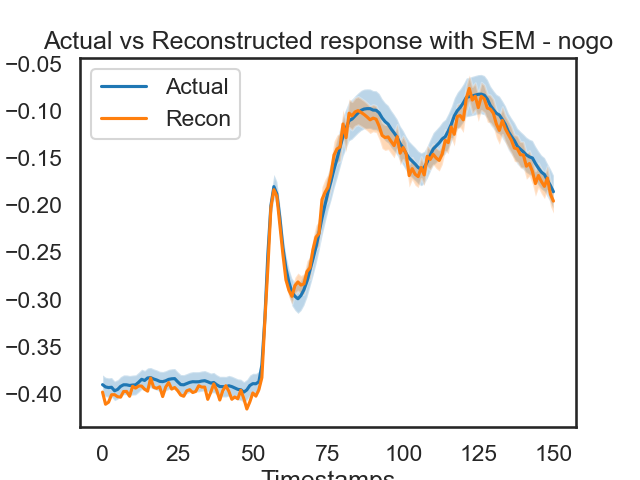 Actual vs Reconstructed response with SEM - nogo
Actual
Recon
−0.05
−0.10
−0.15
−0.20
−0.25
−0.30
−0.35
−0.40
0 25 50 75 100 125 150
Timestamps